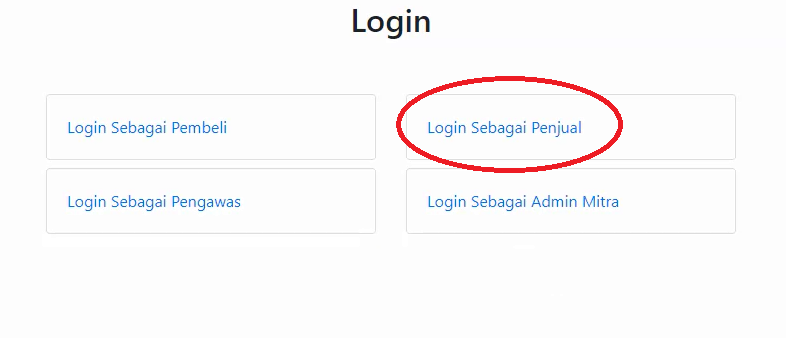 Login
Login Sebagai Pembeli
Login Sebagai Penjual
Login Sebagai Pengawas
Login Sebagai Admin Mitra